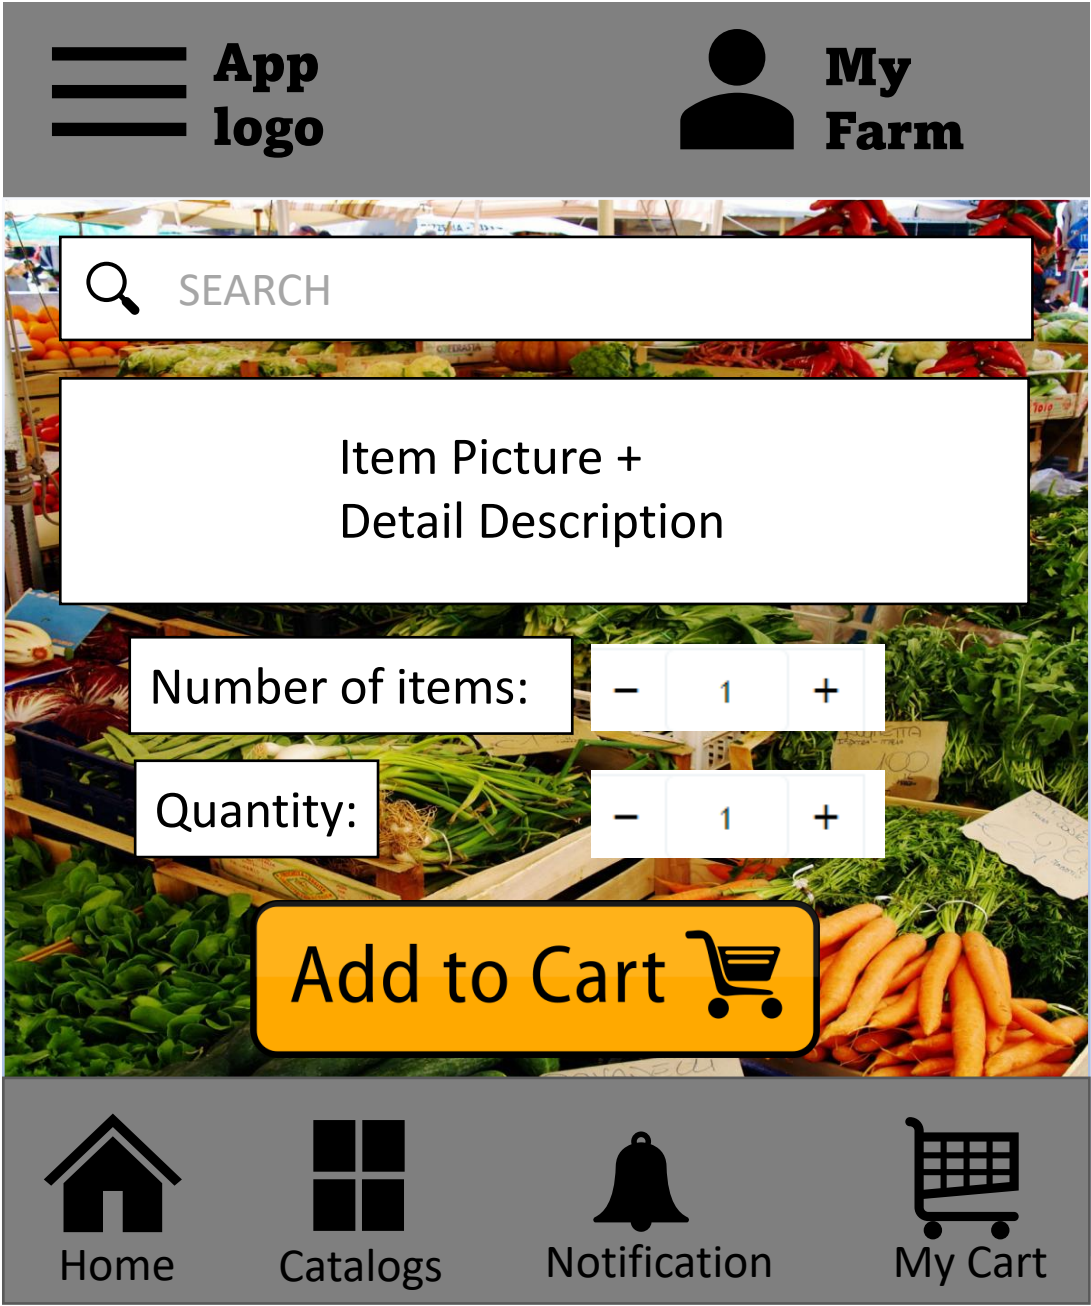 App
logo
My
Farm
SEARCH
Item Picture +
Detail Description
Number of items:
− 1 +
Quantity:
− 1 +
Add to Cart
Home
Catalogs
Notification
My Cart